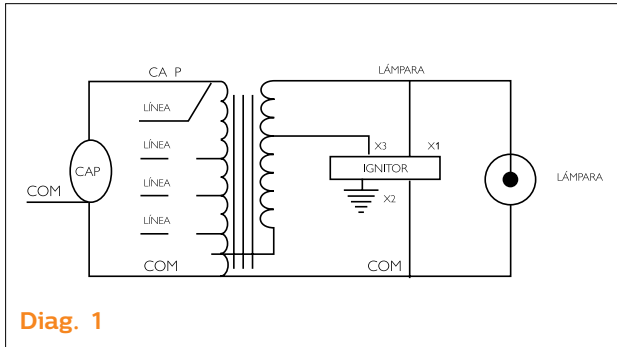 CA P
LÁMPARA
LÍNEA
X3
X1
LÍNEA
IGNITOR
CAP
LÁMPARA
COM
LÍNEA
X2
LÍNEA
COM
COM
Diag. 1